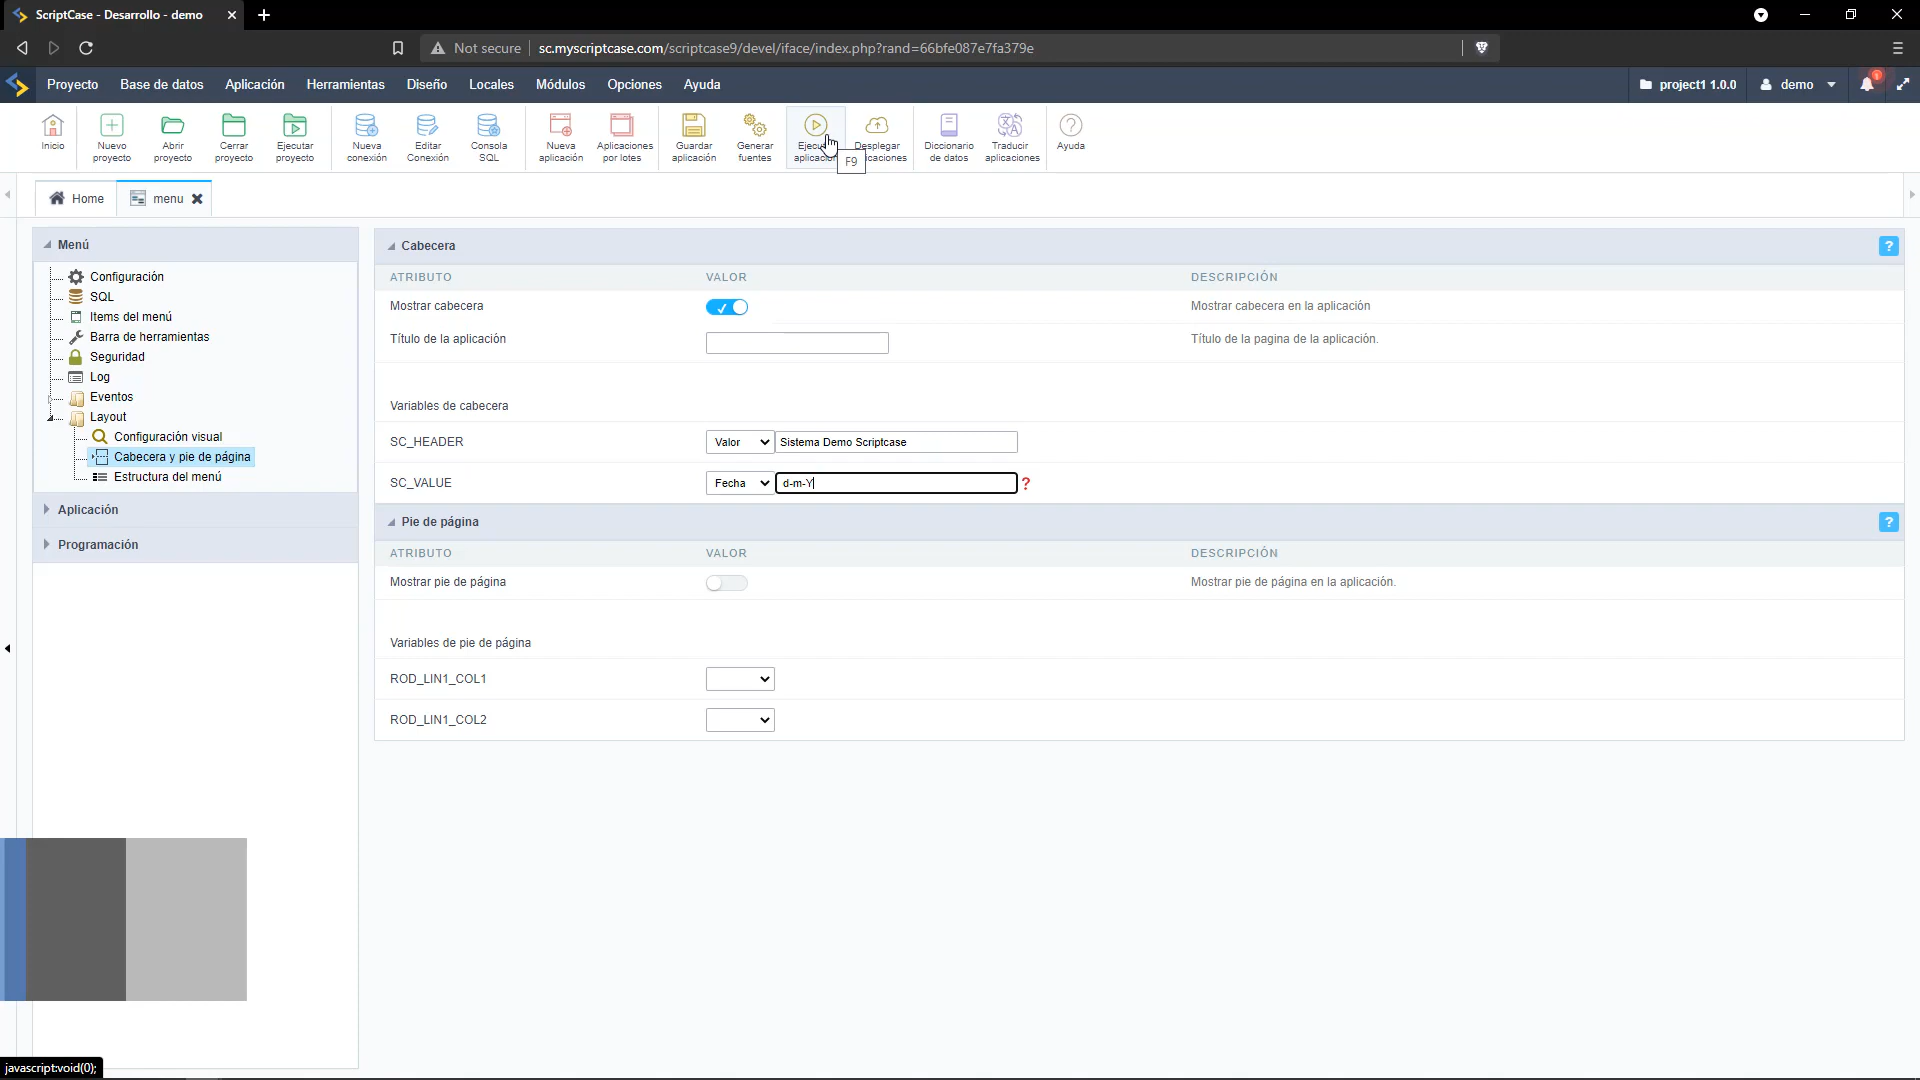 ScriptCase - Desarrollo - demo
Not secure sc.myscriptcase.com/scriptcase9/devel/iface/index.php?rand=66bfe087e7fa379e
Proyecto Base de datos Aplicación Herramientas Diseño Locales Módulos Opciones Ayuda project1 1.0.0 demo 1
Inicio
Nuevo proyecto
Abrir proyecto
Cerrar proyecto
Ejecutar proyecto
Nueva conexión
Editar Conexión
Consola SQL
Nueva aplicación
Aplicaciones por lotes
Guardar aplicación
Generar fuentes
F9
Desplegar
Diccionario de datos
Traducir aplicaciones
Ayuda
Home menu
Menú
Configuración
SQL
Items del menú
Barra de herramientas
Seguridad
Log
Eventos
Layout
Configuración visual
Cabecera y pie de página
Estructura del menú
Aplicación
Programación
Cabecera ?
ATRIBUTO VALOR DESCRIPCIÓN
Mostrar cabecera Mostrar cabecera en la aplicación
Título de la aplicación Título de la pagina de la aplicación.
Variables de cabecera
SC_HEADER Valor Sistema Demo Scriptcase
SC_VALUE Fecha d-m-Y ?
Pie de página ?
ATRIBUTO VALOR DESCRIPCIÓN
Mostrar pie de página Mostrar pie de página en la aplicación.
Variables de pie de página
ROD_LIN1_COL1
ROD_LIN1_COL2
javascript:void(0);